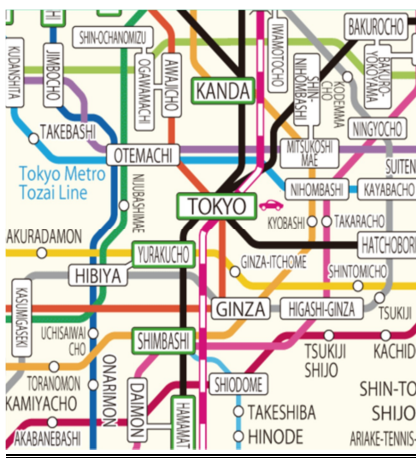 SHIN-OCHANOMIZU
IWAMOTOCHO
BAKUROCHO
KUDANSHITA
JIMBOCHO
OGAWAMACHI
AWAJICHO
KANDA
SHIN-
NIHOMBASHI
BAKURO-
YOKOYAMA
NINGYOCHO
TAKEBASHI
OTEMACHI
MITSUKOSHI
MAE
SUITEN
Tokyo Metro
Tozai Line
NIJUBASHIMAE
NIHOMBASHI
KAYABACHO
TOKYO
KYOBASHI
TAKARACHO
AKURADAMON
YURAKUCHO
HATCHOBORI
GINZA-ITCHOME
HIBIYA
SHINTOMICHO
KASUMIGASEKI
GINZA
HIGASHI-GINZA
TSUKIJI
UCHISAIWAI
CHO
SHIMBASHI
TSUKIJI
SHIJO
KACHID
TORANOMON
ONARIMON
KAMIYACHO
DAIMON
SHIODOME
SHIN-TO
SHIJO
HAMAMAT
TAKESHIBA
AKABANEBASHI
HINODE
ARIAKE-TENNIS-